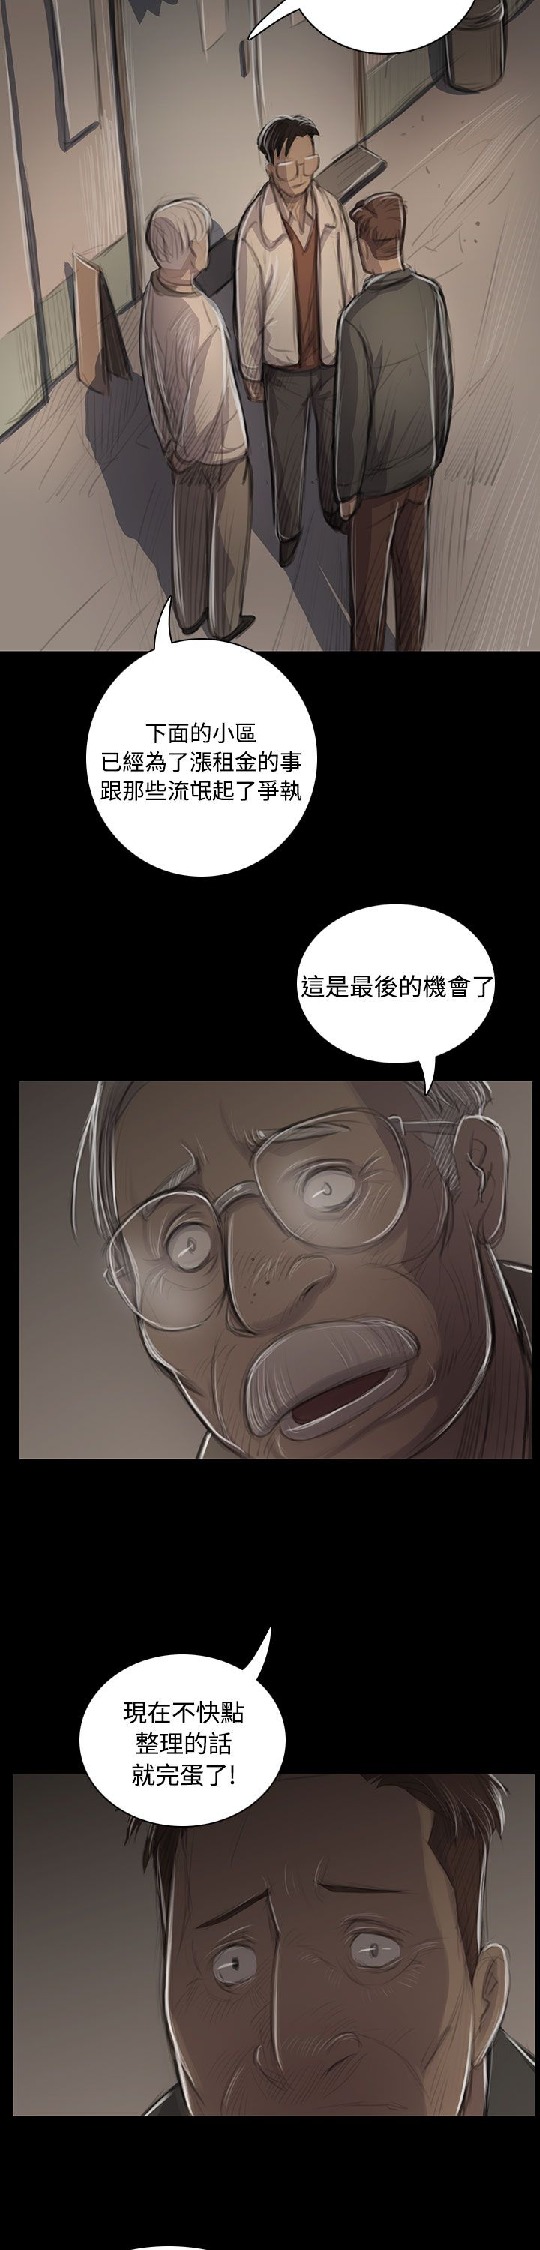 下面的小區
已經為了漲租金的事
跟那些流氓起了爭執
這是最後的機會了
現在不快點
整理的話
就完蛋了!